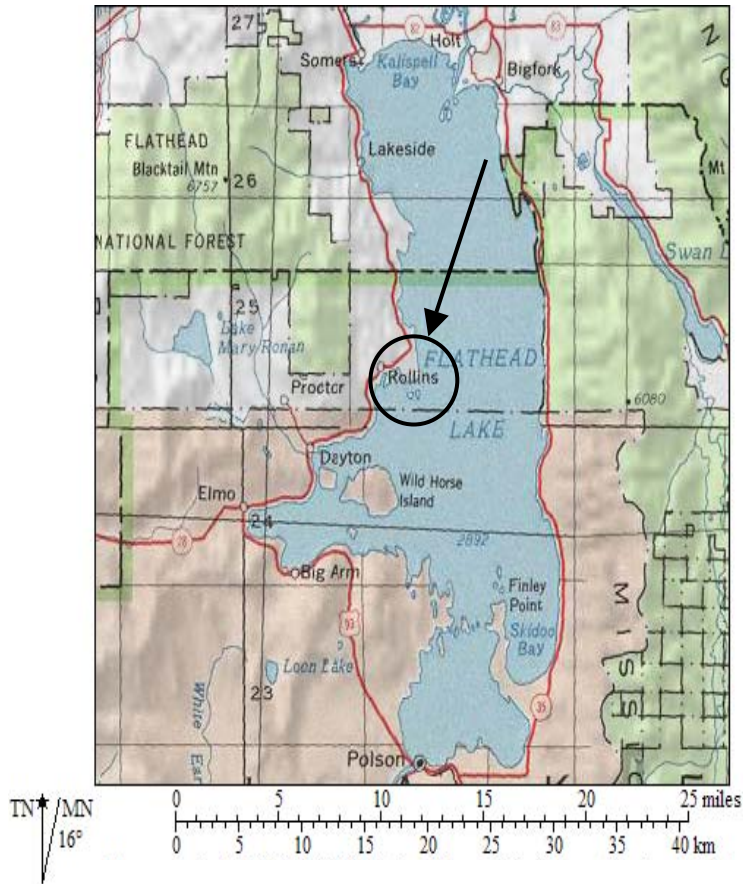 27
82
Holt
83
N
Somers
Kalispell
Bay
Bigfork
FLATHEAD
Blacktail Mtn
6757
26
Lakeside
Mt
NATIONAL FOREST
Swan L
25
Lake
Mary Ronan
FLATHEAD
Rollins
Proctor
6080
LAKE
Dayton
Wild Horse
Island
Elmo
24
2892
28
Big Arm
Finley
Point
M I S S
93
Skidoo
Bay
Loon Lake
White Ear
23
35
Polson
TN MN
16°
0 5 10 15 20 25 miles
0 5 10 15 20 25 30 35 40 km